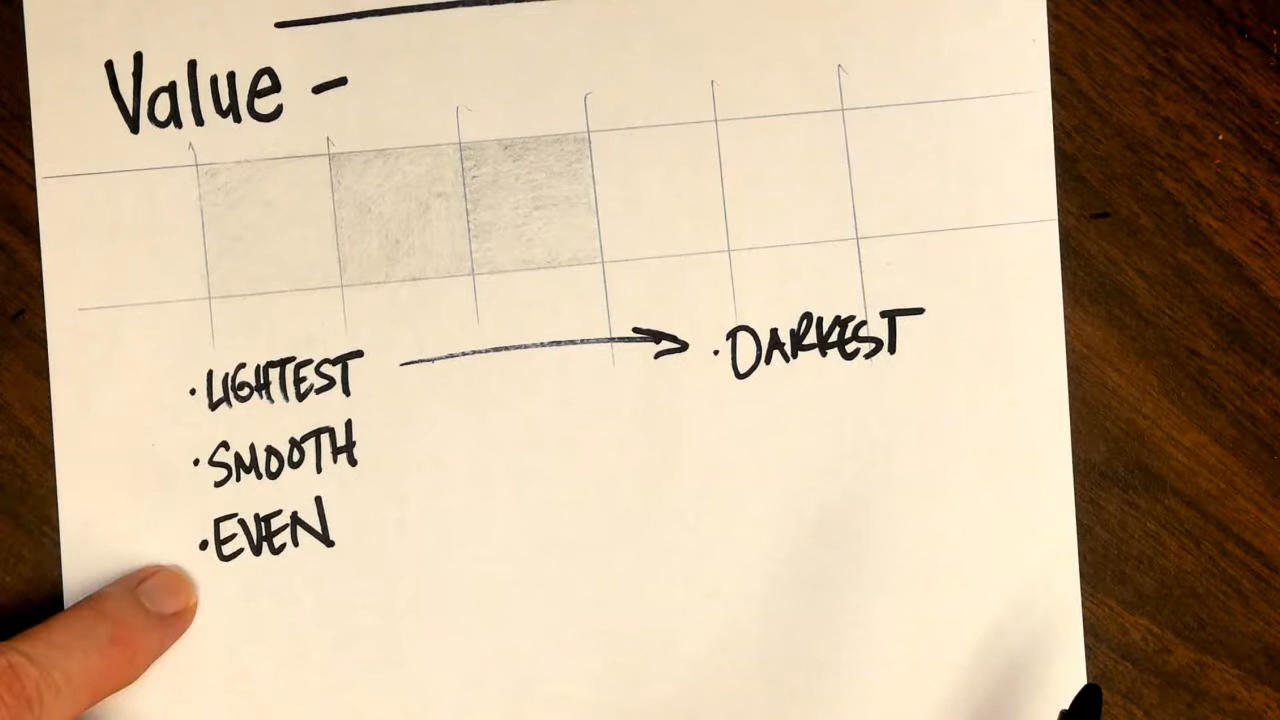 Value -
· LIGHTEST → · DARKEST
· SMOOTH
· EVEN